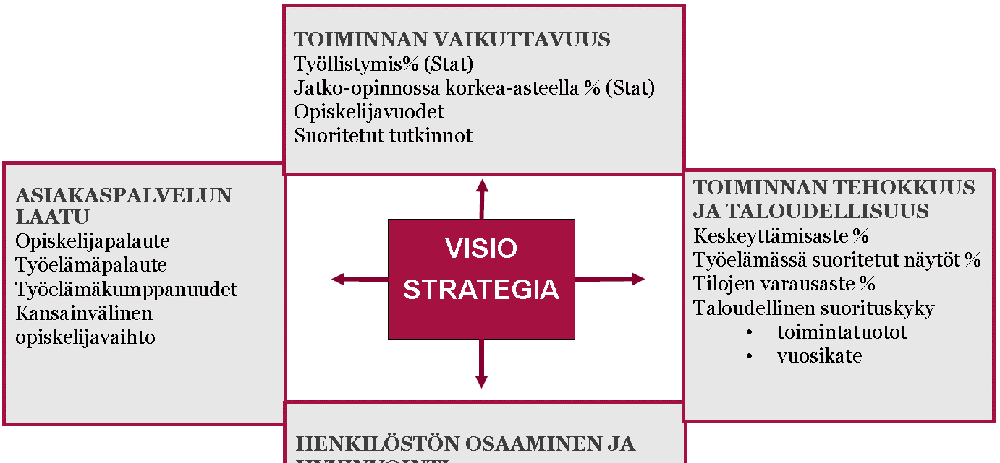 TOIMINNAN VAIKUTTAVUUS
Työllistymis% (Stat)
Jatko-opinnossa korkea-asteella % (Stat)
Opiskelijavuodet
Suoritetut tutkinnot
ASIAKASPALVELUN
LAATU
Opiskelijapalaute
Työelämäpalaute
Työelämäkumppanuudet
Kansainvälinen
opiskelijavaihto
VISIO
STRATEGIA
TOIMINNAN TEHOKKUUS
JA TALOUDELLISUUS
Keskeyttämisaste %
Työelämässä suoritetut näytöt %
Tilojen varausaste %
Taloudellinen suorituskyky
• toimintatuotot
• vuosikate
HENKILÖSTÖN OSAAMINEN JA